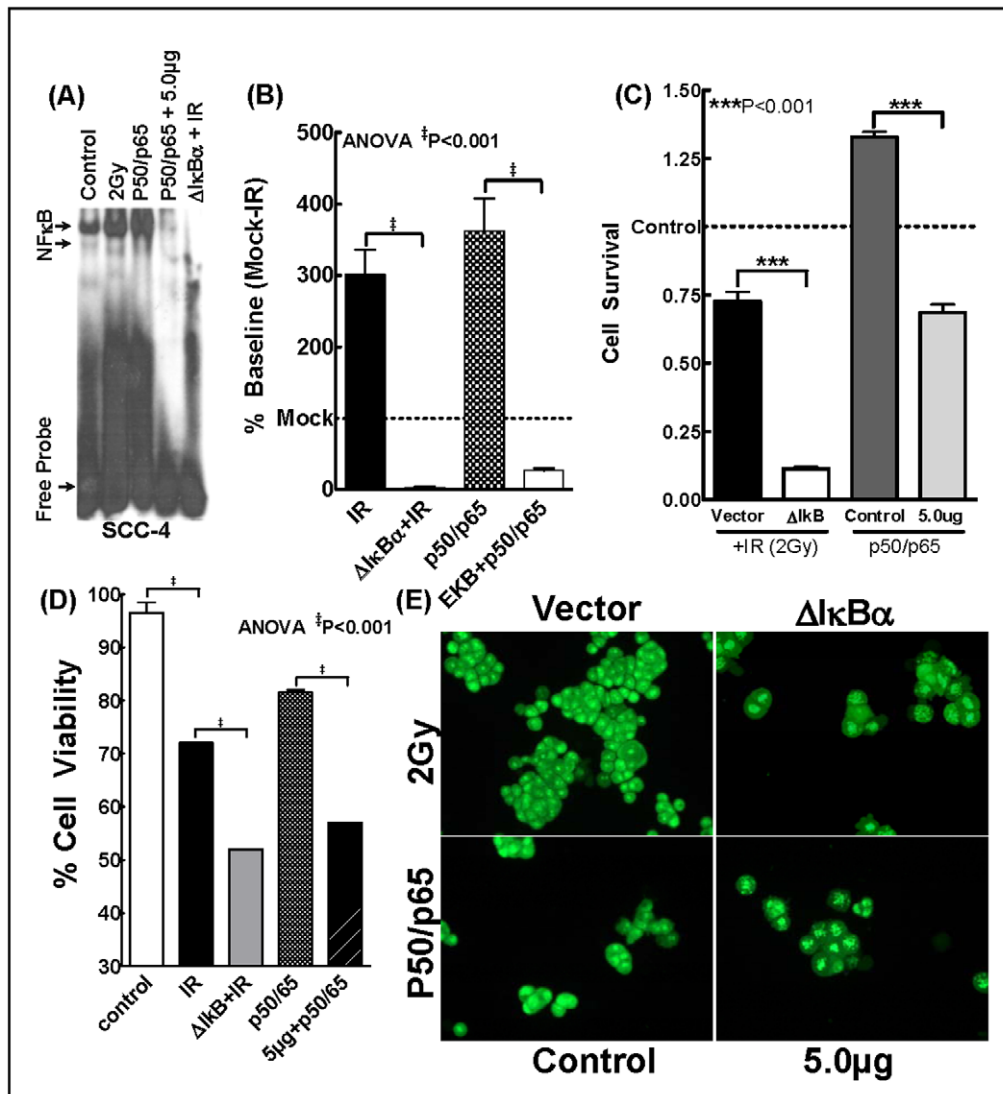 (A)
Control
2Gy
P50/p65
P50/p65 + 5.0µg
ΔIκBα + IR
NFκB
Free Probe
SCC-4
(B)
ANOVA ‡P<0.001
% Baseline (Mock-IR)
500
400
300
200
Mock
0
‡
‡
IR
ΔIκBα+IR
p50/p65
EKB+p50/p65
(C)
***P<0.001
***
***
Cell Survival
1.50
1.25
Control
0.75
0.50
0.25
0.00
Vector
ΔIkB
Control
5.0ug
+IR (2Gy)
p50/p65
(D)
ANOVA ‡P<0.001
% Cell Viability
100
90
80
70
60
50
40
30
‡
‡
‡
control
IR
ΔIkB+IR
p50/65
5µg+p50/65
(E)
Vector
ΔIκBα
2Gy
P50/p65
Control
5.0µg